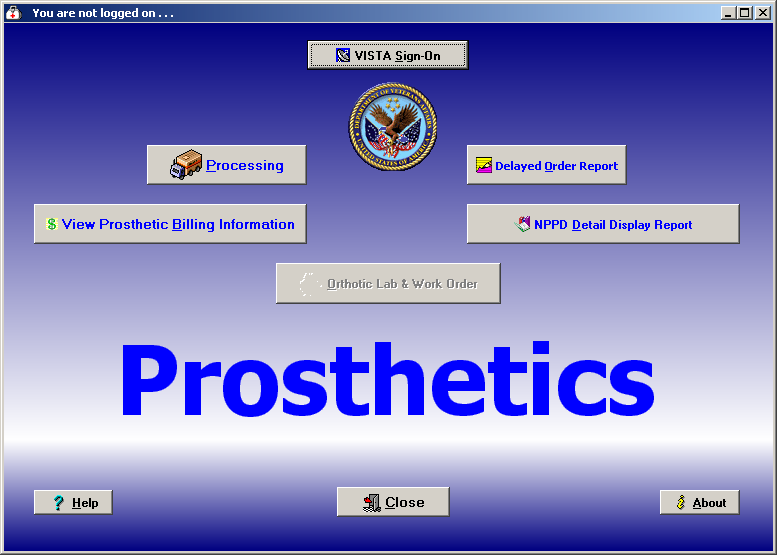 You are not logged on . . .
VISTA Sign-On
DEPARTMENT OF VETERANS AFFAIRS
UNITED STATES OF AMERICA
Processing
Delayed Order Report
View Prosthetic Billing Information
NPPD Detail Display Report
Orthotic Lab & Work Order
Prosthetics
Help
Close
About